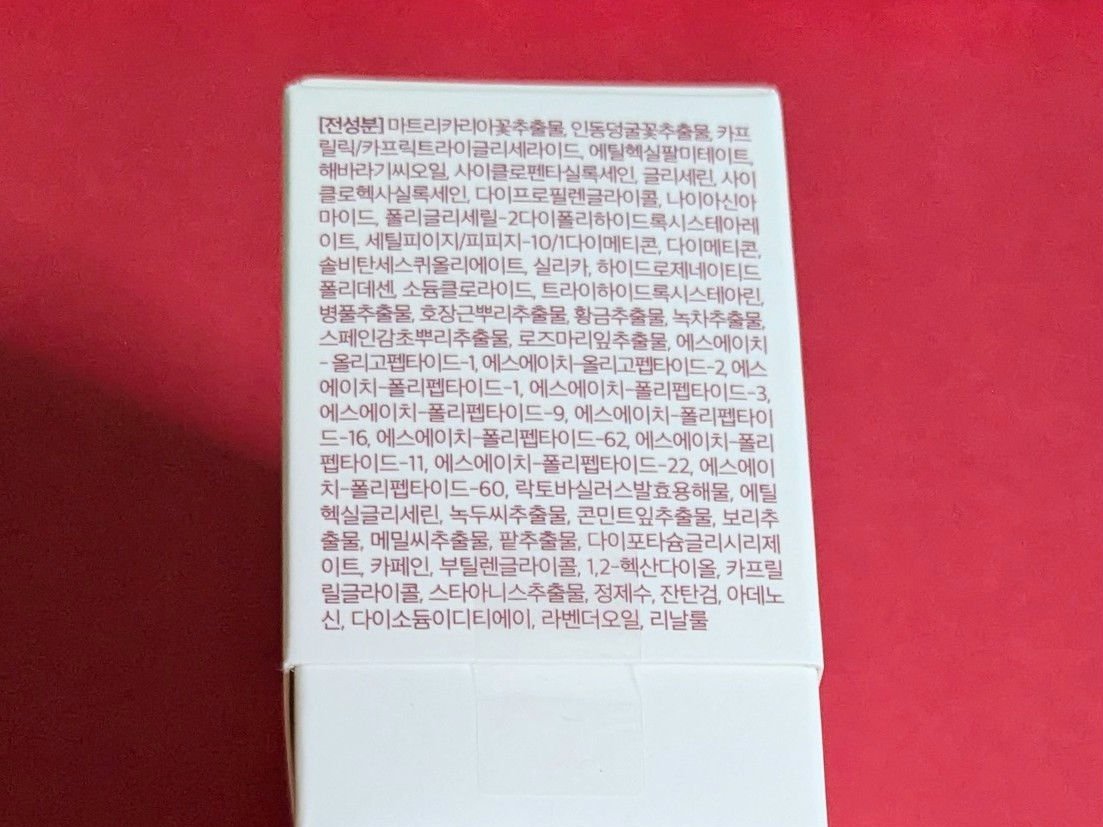 [전성분] 마트리카리아꽃추출물, 인동덩굴꽃추출물, 카프
릴릭/카프릭트라이글리세라이드, 에틸헥실팔미테이트,
해바라기씨오일, 사이클로펜타실록세인, 글리세린, 사이
클로헥사실록세인, 다이프로필렌글라이콜, 나이아신아
마이드, 폴리글리세릴-2다이폴리하이드록시스테아레
이트, 세틸피이지/피피지-10/1다이메티콘, 다이메티콘,
솔비탄세스퀴올리에이트, 실리카, 하이드로제네이티드
폴리데센, 소듐클로라이드, 트라이하이드록시스테아린,
병풀추출물, 호장근뿌리추출물, 황금추출물, 녹차추출물,
스페인감초뿌리추출물, 로즈마리잎추출물, 에스에이치
- 올리고펩타이드-1, 에스에이치-올리고펩타이드-2, 에스
에이치-폴리펩타이드-1, 에스에이치-폴리펩타이드-3,
에스에이치-폴리펩타이드-9, 에스에이치-폴리펩타이
드-16, 에스에이치-폴리펩타이드-62, 에스에이치-폴리
펩타이드-11, 에스에이치-폴리펩타이드-22, 에스에이
치-폴리펩타이드-60, 락토바실러스발효용해물, 에틸
헥실글리세린, 녹두씨추출물, 콘민트잎추출물, 보리추
출물, 메밀씨추출물, 팥추출물, 다이포타슘글리시리제
이트, 카페인, 부틸렌글라이콜, 1,2-헥산다이올, 카프릴
릴글라이콜, 스타아니스추출물, 정제수, 잔탄검, 아데노
신, 다이소듐이디티에이, 라벤더오일, 리날룰